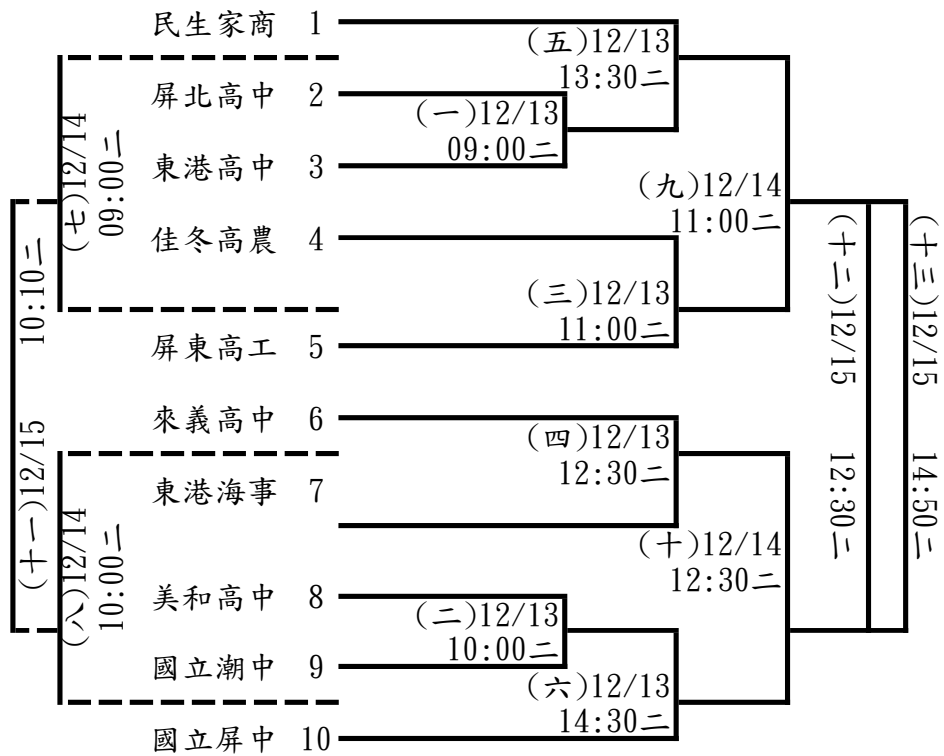 民生家商 1
(五)12/13
13:30二
屏北高中 2
(一)12/13
09:00二
東港高中 3
(七)12/14
09:00二
(九)12/14
11:00二
佳冬高農 4
(三)12/13
11:00二
屏東高工 5
(十一)12/15 10:10二
(十二)12/15 12:30二
(十三)12/15 14:50二
來義高中 6
(四)12/13
12:30二
東港海事 7
(八)12/14
10:00二
(十)12/14
12:30二
美和高中 8
(二)12/13
10:00二
國立潮中 9
(六)12/13
14:30二
國立屏中 10